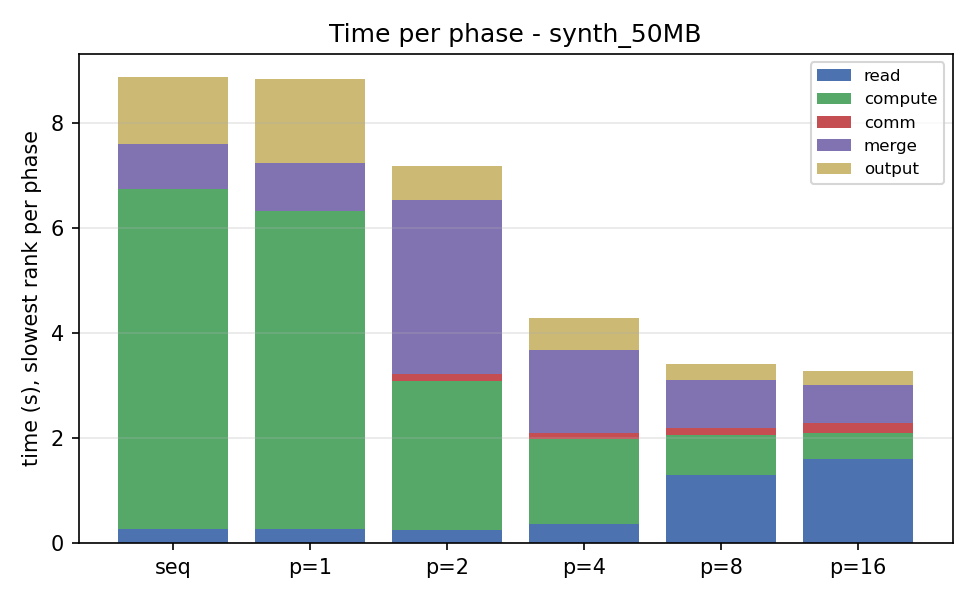 Time per phase - synth_50MB
time (s), slowest rank per phase
8
6
4
2
0
seq
p=1
p=2
p=4
p=8
p=16
read
compute
comm
merge
output